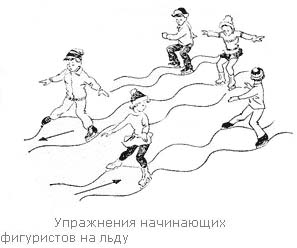 Упражнения начинающих
фигуристов на льду